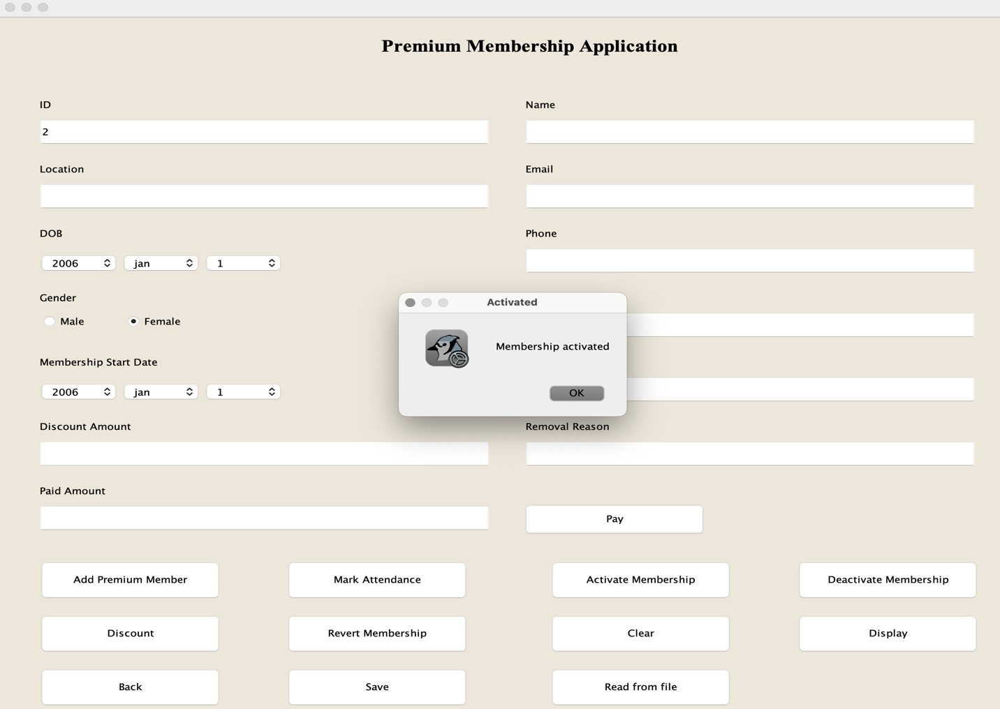 Premium Membership Application
ID
Name
2
Location
Email
DOB
Phone
2006 jan 1
Gender
Activated
Male Female
Membership activated
Membership Start Date
2006 jan 1
OK
Discount Amount
Removal Reason
Paid Amount
Pay
Add Premium Member
Mark Attendance
Activate Membership
Deactivate Membership
Discount
Revert Membership
Clear
Display
Back
Save
Read from file